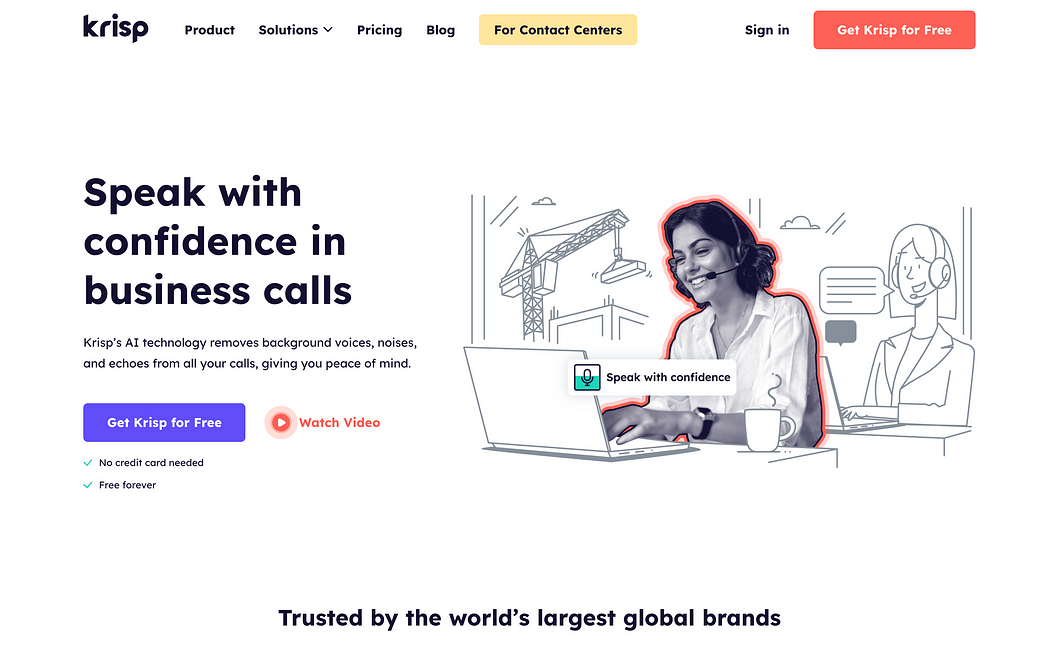 krisp
Product
Solutions
Pricing
Blog
For Contact Centers
Sign in
Get Krisp for Free
Speak with
confidence in
business calls
Krisp's AI technology removes background voices, noises,
and echoes from all your calls, giving you peace of mind.
Get Krisp for Free
Watch Video
No credit card needed
Free forever
Speak with confidence
Trusted by the world's largest global brands